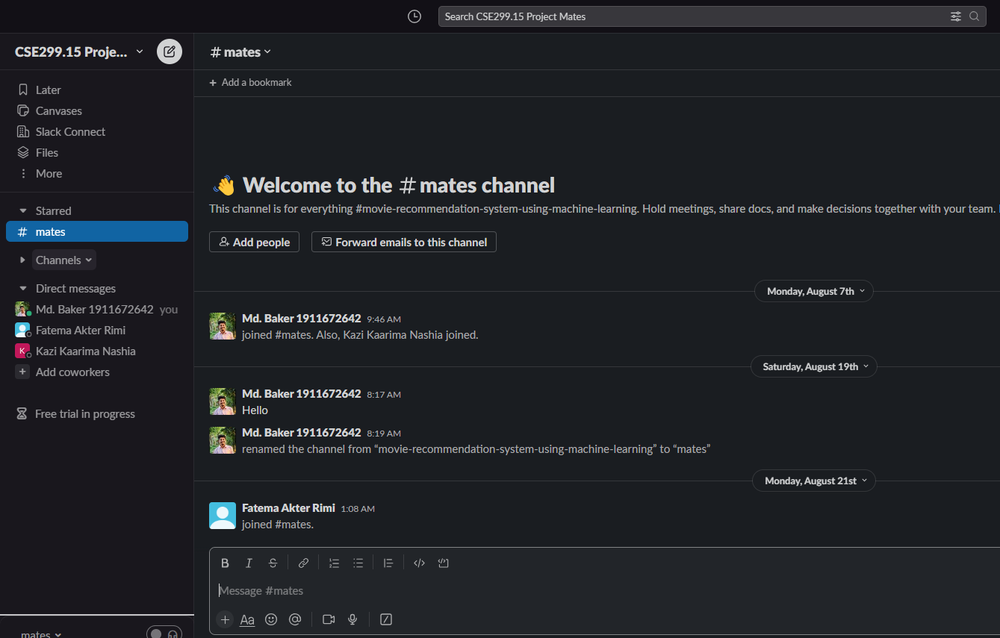 Search CSE299.15 Project Mates
CSE299.15 Proje...
Later
Canvases
Slack Connect
Files
More
Starred
# mates
Channels
Direct messages
Md. Baker 1911672642 you
Fatema Akter Rimi
K Kazi Kaarima Nashia
+ Add coworkers
Free trial in progress
mates
# mates
+ Add a bookmark
👋 Welcome to the # mates channel
This channel is for everything #movie-recommendation-system-using-machine-learning. Hold meetings, share docs, and make decisions together with your team.
Add people
Forward emails to this channel
Monday, August 7th
Md. Baker 1911672642 9:46 AM
joined #mates. Also, Kazi Kaarima Nashia joined.
Saturday, August 19th
Md. Baker 1911672642 8:17 AM
Hello
Md. Baker 1911672642 8:19 AM
renamed the channel from “movie-recommendation-system-using-machine-learning” to “mates”
Monday, August 21st
Fatema Akter Rimi 1:08 AM
joined #mates.
B I S
Message #mates
+ Aa @